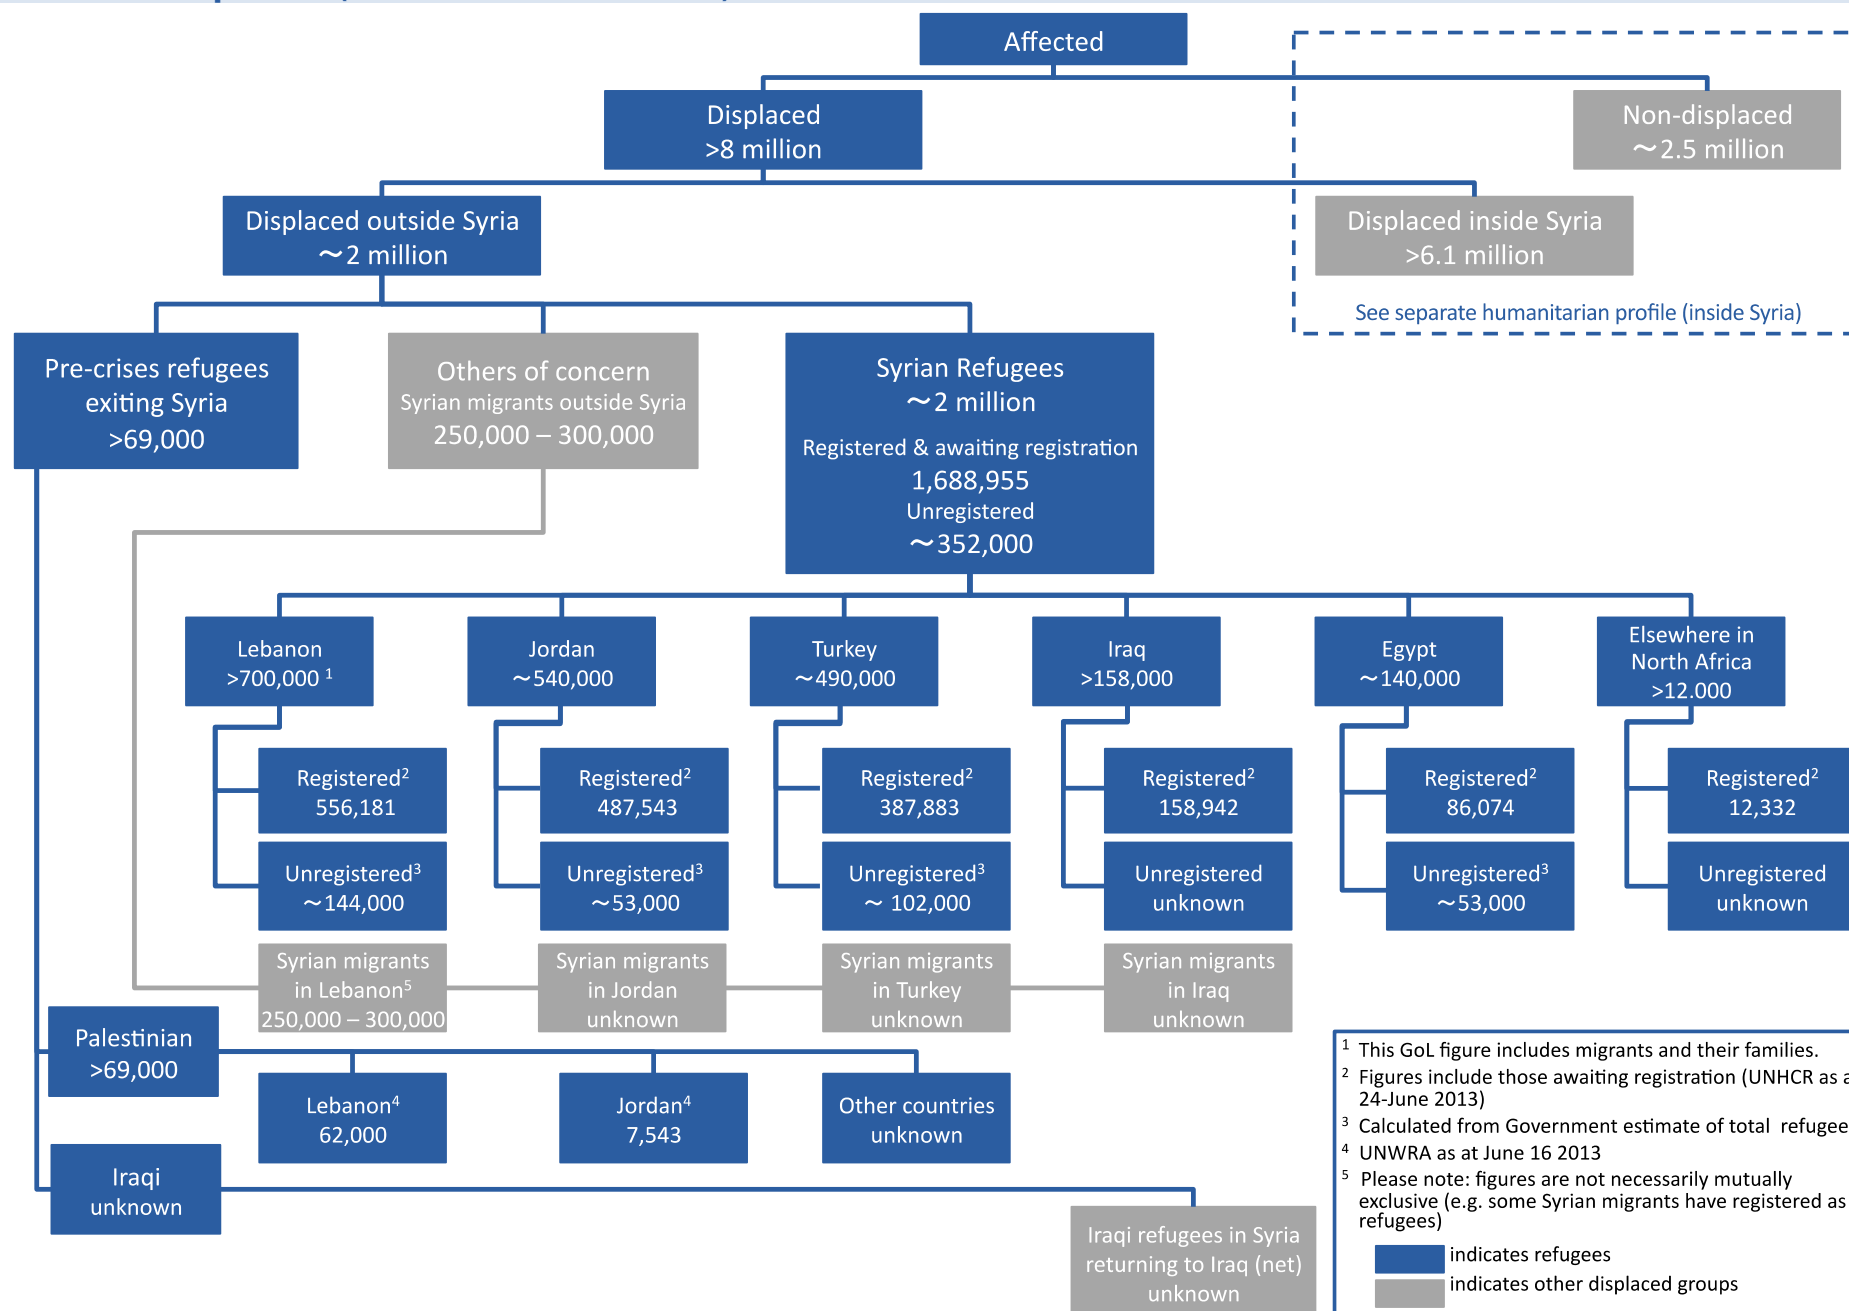 Affected
Displaced
>8 million
Non-displaced
~2.5 million
Displaced outside Syria
~2 million
Displaced inside Syria
>6.1 million
See separate humanitarian profile (inside Syria)
Pre-crises refugees
exiting Syria
>69,000
Others of concern
Syrian migrants outside Syria
250,000 – 300,000
Syrian Refugees
~2 million
Registered & awaiting registration
1,688,955
Unregistered
~352,000
Lebanon
>700,000 ¹
Jordan
~540,000
Turkey
~490,000
Iraq
>158,000
Egypt
~140,000
Elsewhere in
North Africa
>12.000
Registered²
556,181
Registered²
487,543
Registered²
387,883
Registered²
158,942
Registered²
86,074
Registered²
12,332
Unregistered³
~144,000
Unregistered³
~53,000
Unregistered³
~ 102,000
Unregistered
unknown
Unregistered³
~53,000
Unregistered
unknown
Syrian migrants
in Lebanon⁵
250,000 – 300,000
Syrian migrants
in Jordan
unknown
Syrian migrants
in Turkey
unknown
Syrian migrants
in Iraq
unknown
Palestinian
>69,000
Lebanon⁴
62,000
Jordan⁴
7,543
Other countries
unknown
Iraqi
unknown
Iraqi refugees in Syria
returning to Iraq (net)
unknown
¹ This GoL figure includes migrants and their families.
² Figures include those awaiting registration (UNHCR as
24-June 2013)
³ Calculated from Government estimate of total refugee
⁴ UNWRA as at June 16 2013
⁵ Please note: figures are not necessarily mutually
exclusive (e.g. some Syrian migrants have registered as
refugees)
indicates refugees
indicates other displaced groups